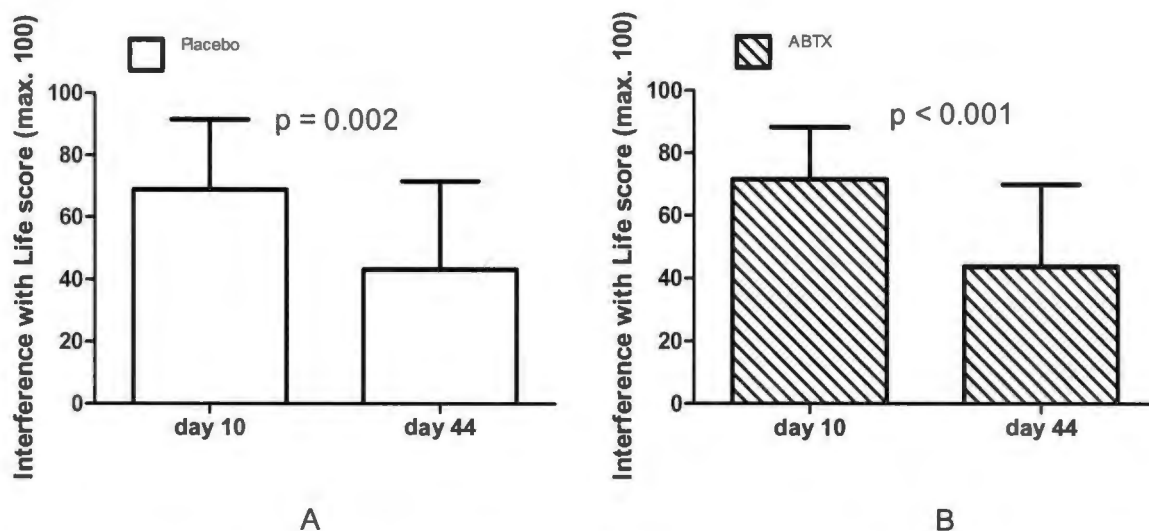 Placebo
Interference with Life score (max. 100)
100
80
60
40
20
0
p = 0.002
day 10
day 44
A
ABTX
Interference with Life score (max. 100)
100
80
60
40
20
0
p < 0.001
day 10
day 44
B